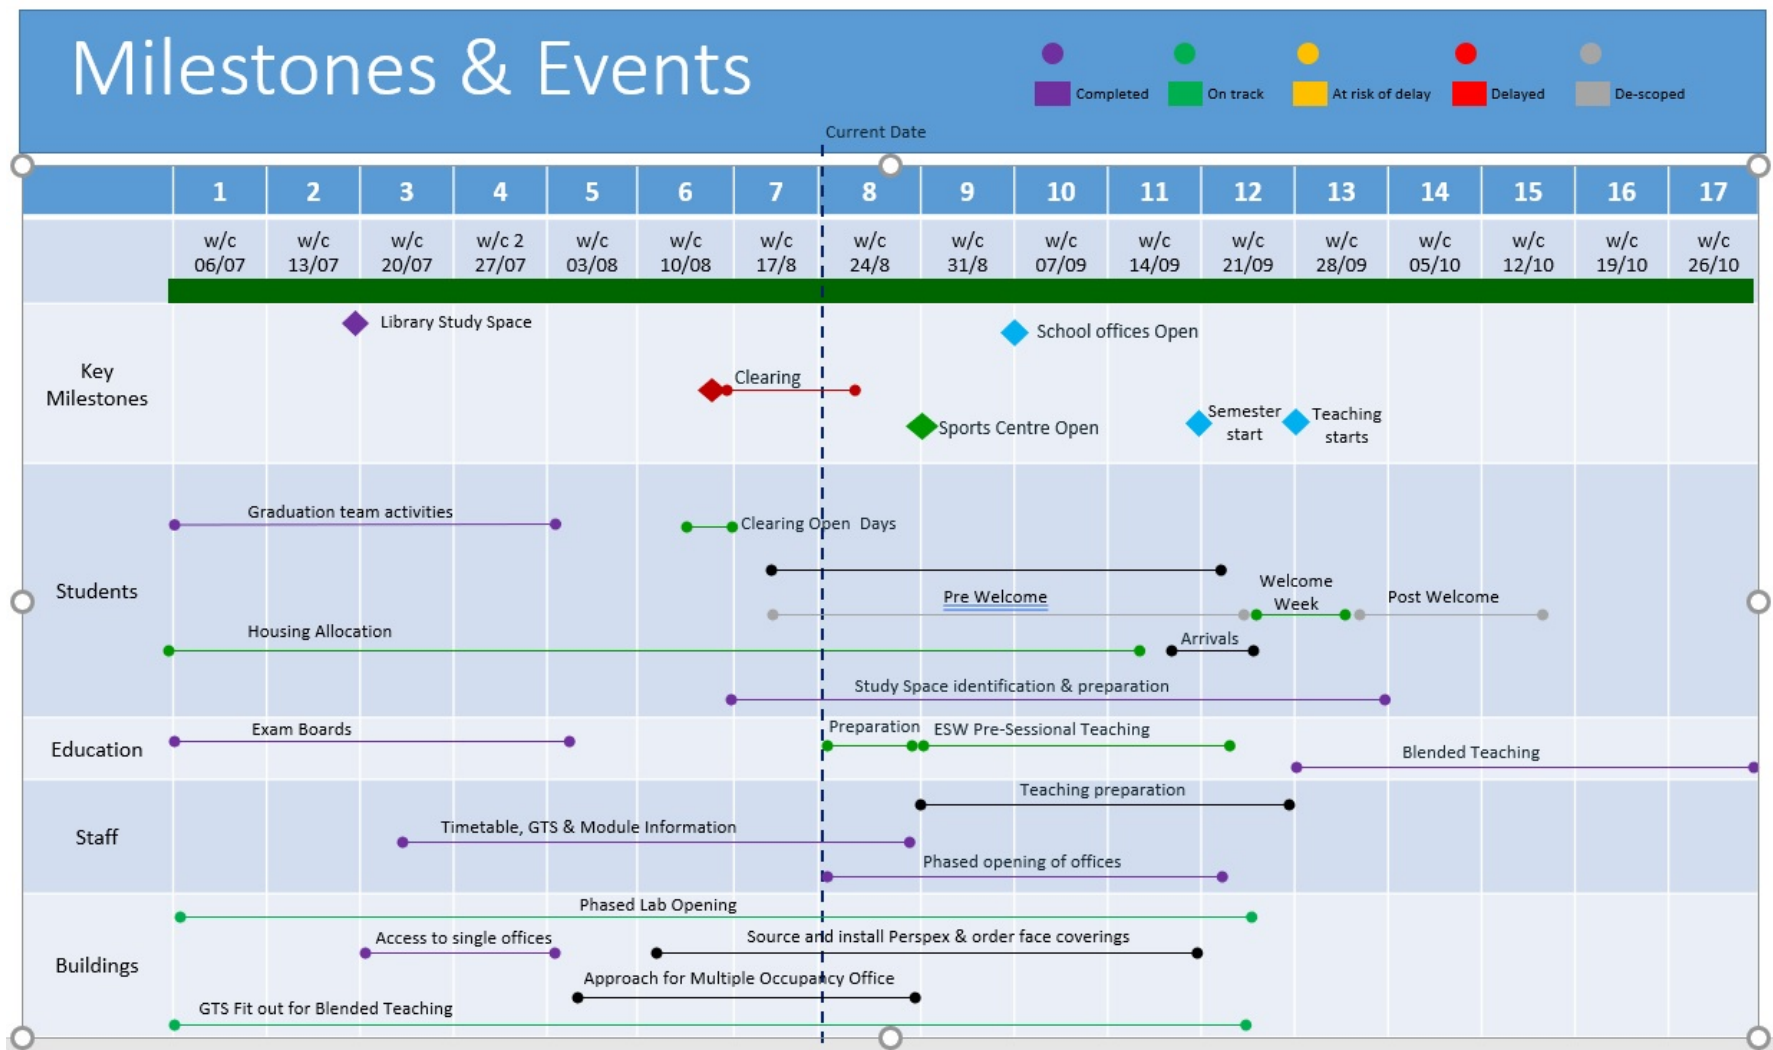 Milestones & Events
Completed
On track
At risk of delay
Delayed
De-scoped
Current Date
1 2 3 4 5 6 7 8 9 10 11 12 13 14 15 16 17
w/c w/c w/c w/c 2 w/c w/c w/c w/c w/c w/c w/c w/c w/c w/c w/c w/c w/c
06/07 13/07 20/07 27/07 03/08 10/08 17/8 24/8 31/8 07/09 14/09 21/09 28/09 05/10 12/10 19/10 26/10
Key
Milestones
Library Study Space
School offices Open
Clearing
Sports Centre Open
Semester
start
Teaching
starts
Students
Graduation team activities
Clearing Open  Days
Pre Welcome
Welcome
Week
Post Welcome
Housing Allocation
Arrivals
Study Space identification & preparation
Education
Exam Boards
Preparation
ESW Pre-Sessional Teaching
Blended Teaching
Staff
Teaching preparation
Timetable, GTS & Module Information
Phased opening of offices
Buildings
Phased Lab Opening
Access to single offices
Source and install Perspex & order face coverings
Approach for Multiple Occupancy Office
GTS Fit out for Blended Teaching